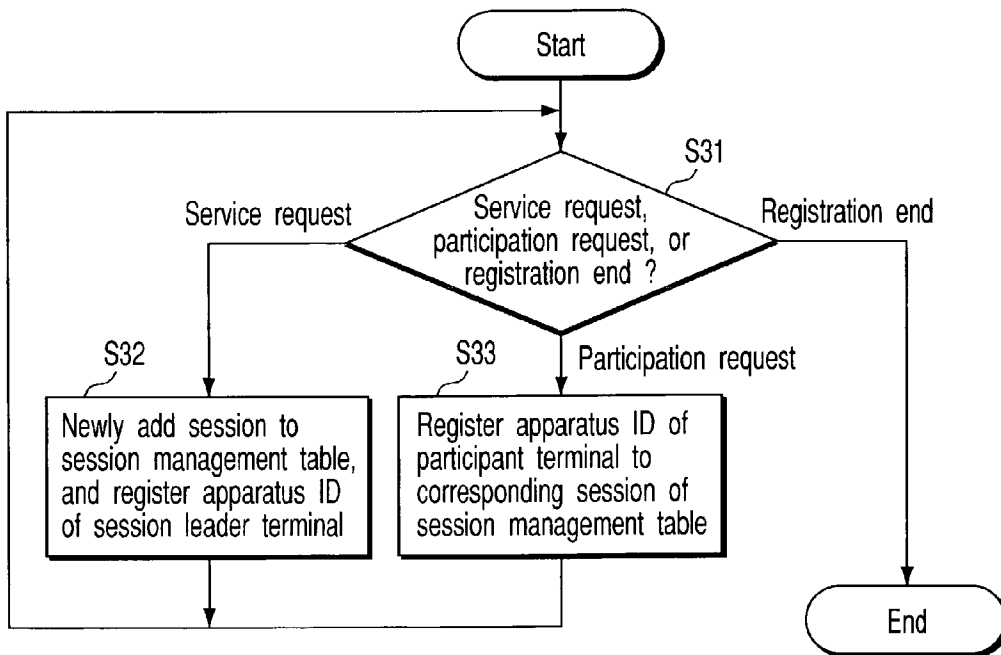 Start
S31
Service request
Service request,
participation request, or
registration end ?
Registration end
S32
S33
Participation request
Newly add session to
session management table,
and register apparatus ID
of session leader terminal
Register apparatus ID of
participant terminal to
corresponding session of
session management table
End